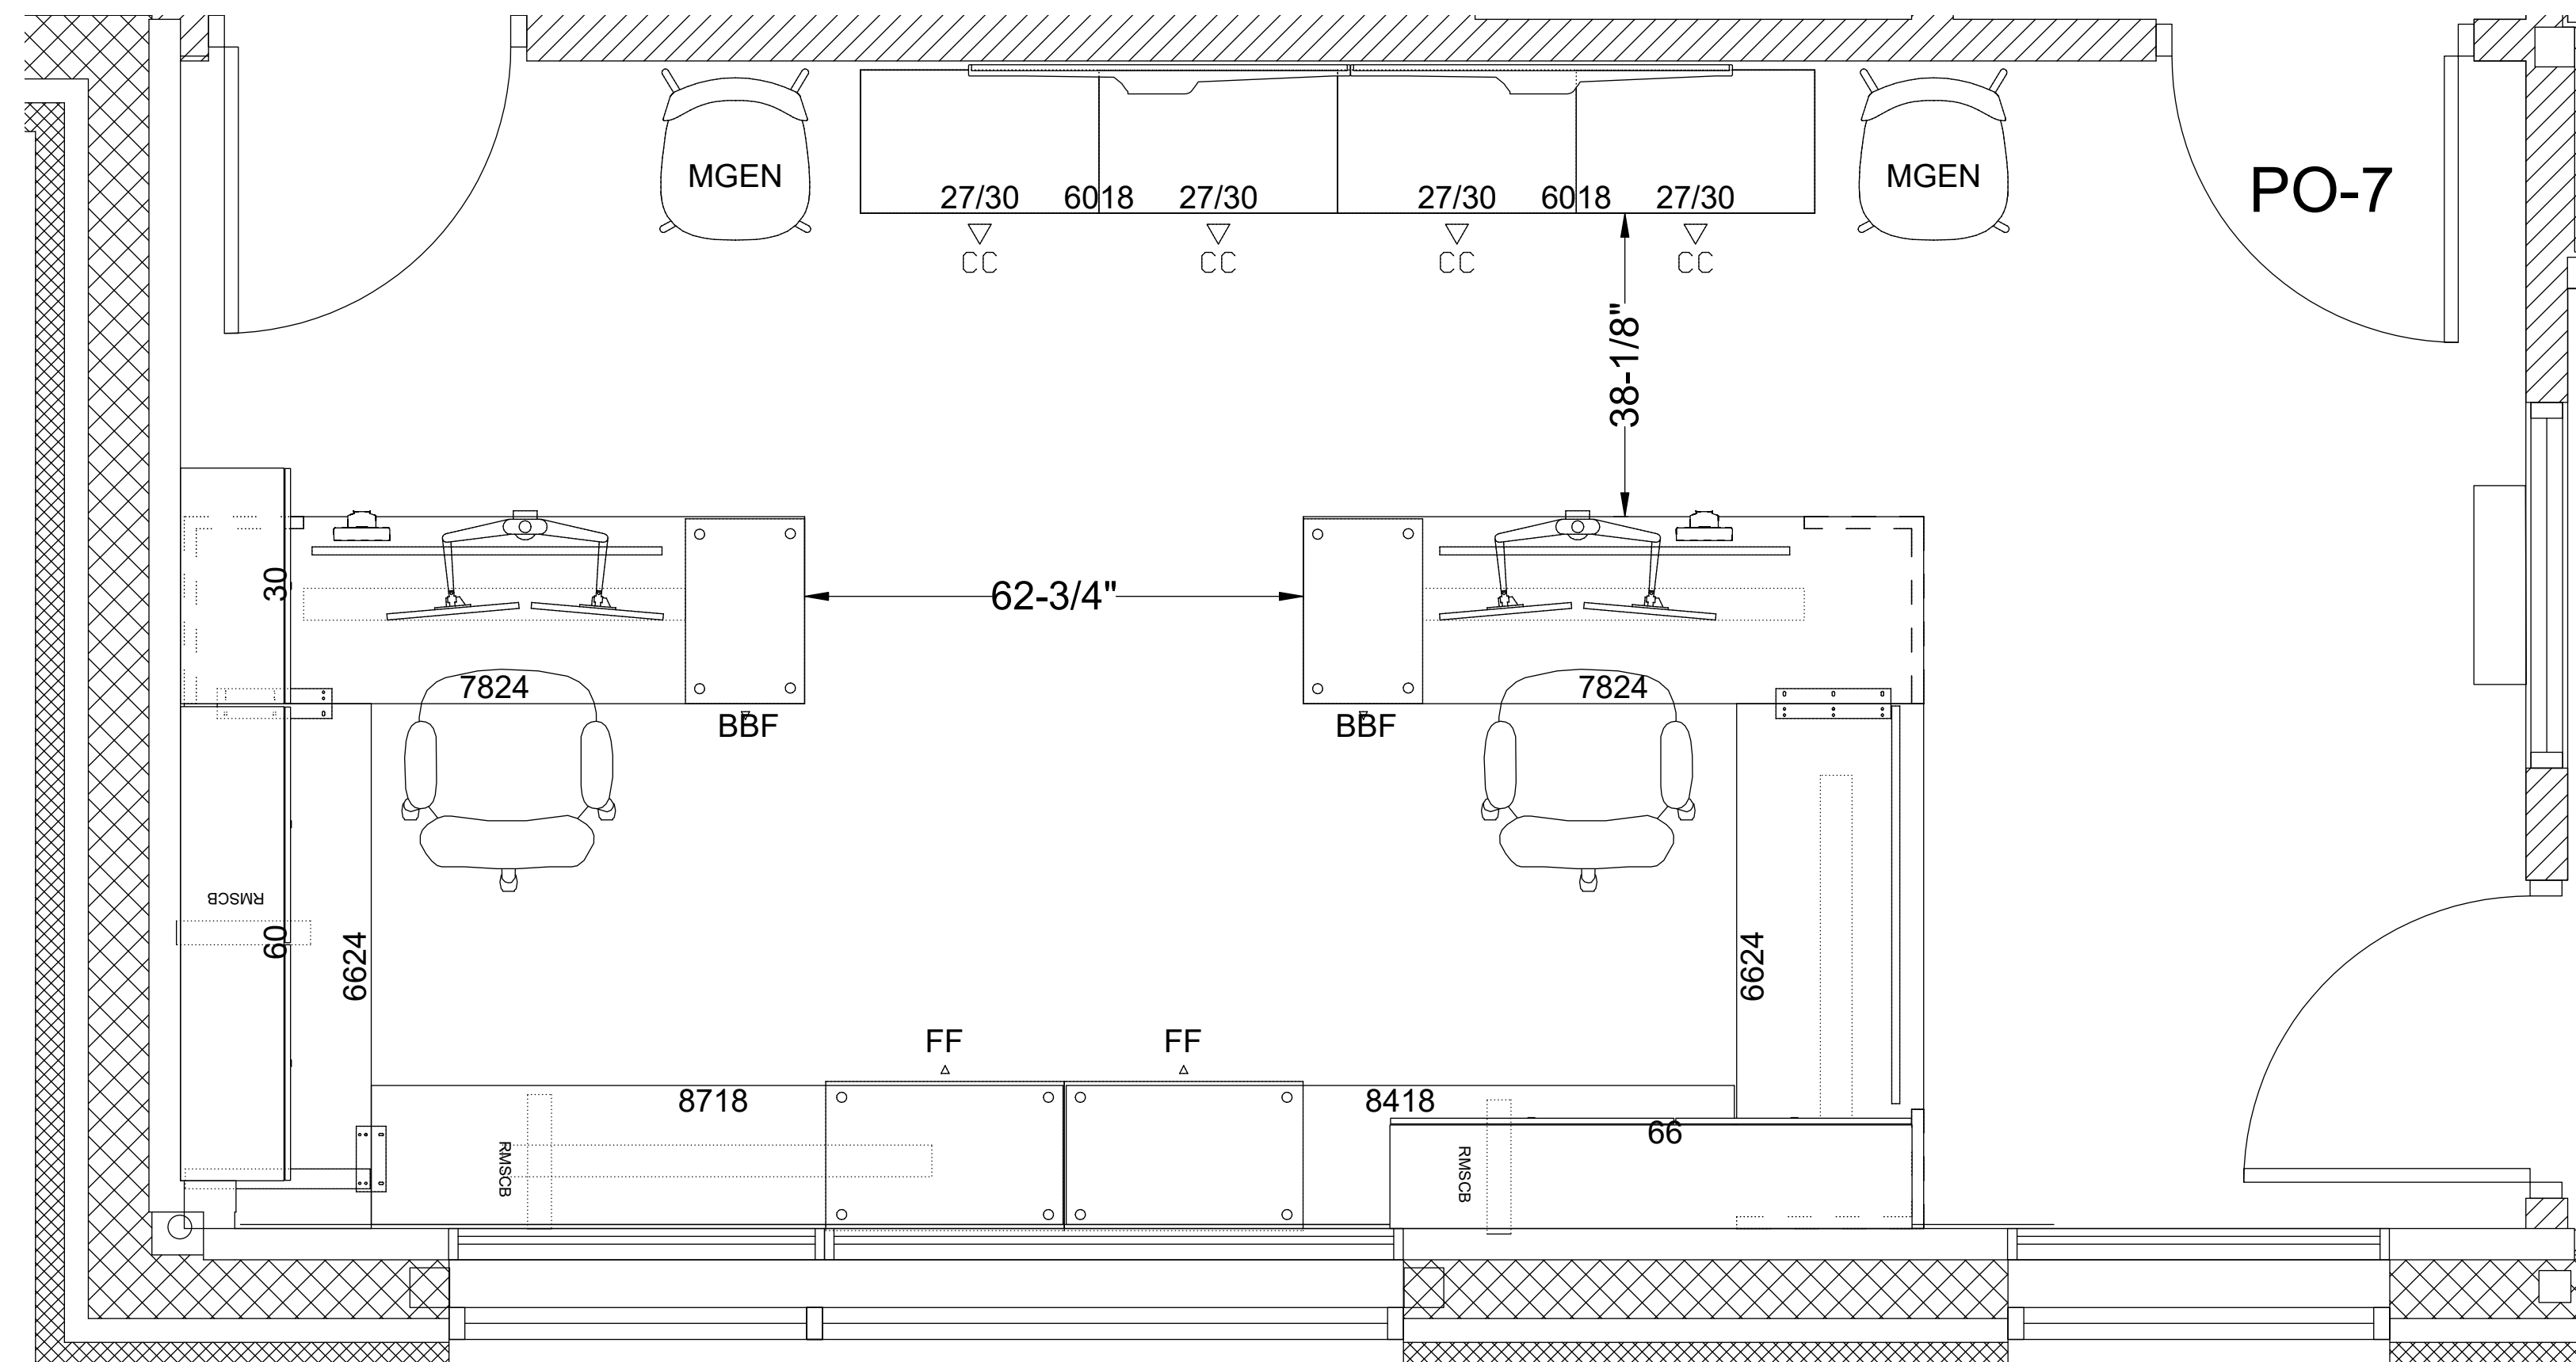 MGEN
MGEN
PO-7
27/30
6018
27/30
27/30
6018
27/30
CC
CC
CC
CC
38-1/8"
30
62-3/4"
7824
7824
BBF
BBF
RMSCB
60
6624
6624
FF
FF
8718
8418
66
RMSCB
RMSCB